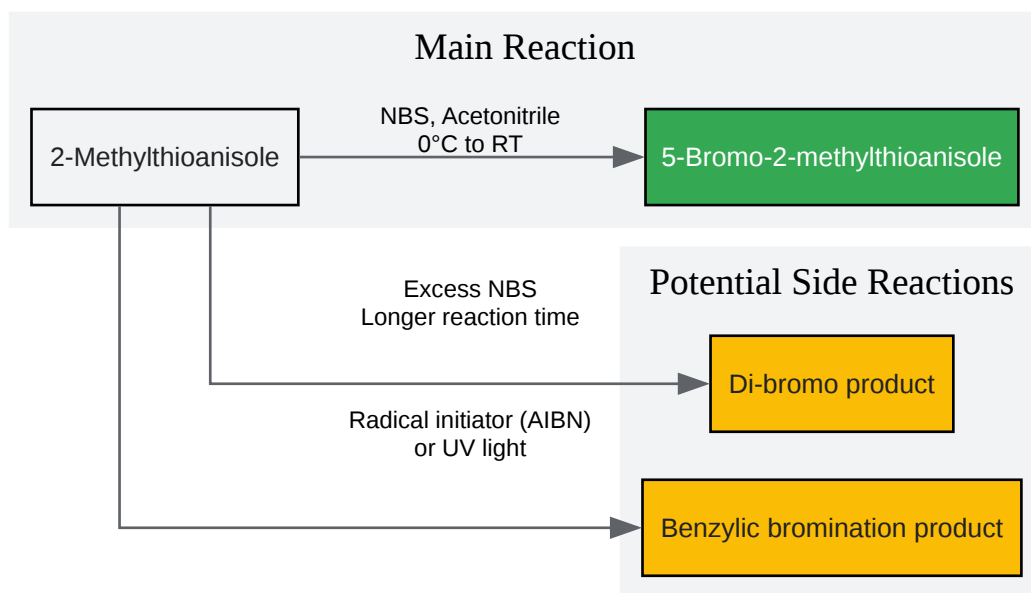 Main Reaction
2-Methylthioanisole
NBS, Acetonitrile
0°C to RT
5-Bromo-2-methylthioanisole
Potential Side Reactions
Excess NBS
Longer reaction time
Di-bromo product
Radical initiator (AIBN)
or UV light
Benzylic bromination product